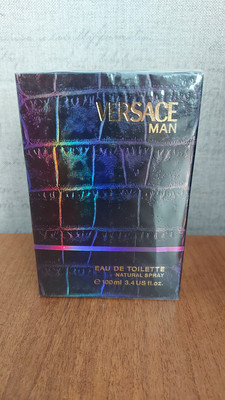 VERSACE
MAN
EAU DE TOILETTE
NATURAL SPRAY
℮ 100ml 3.4 US fl. oz.